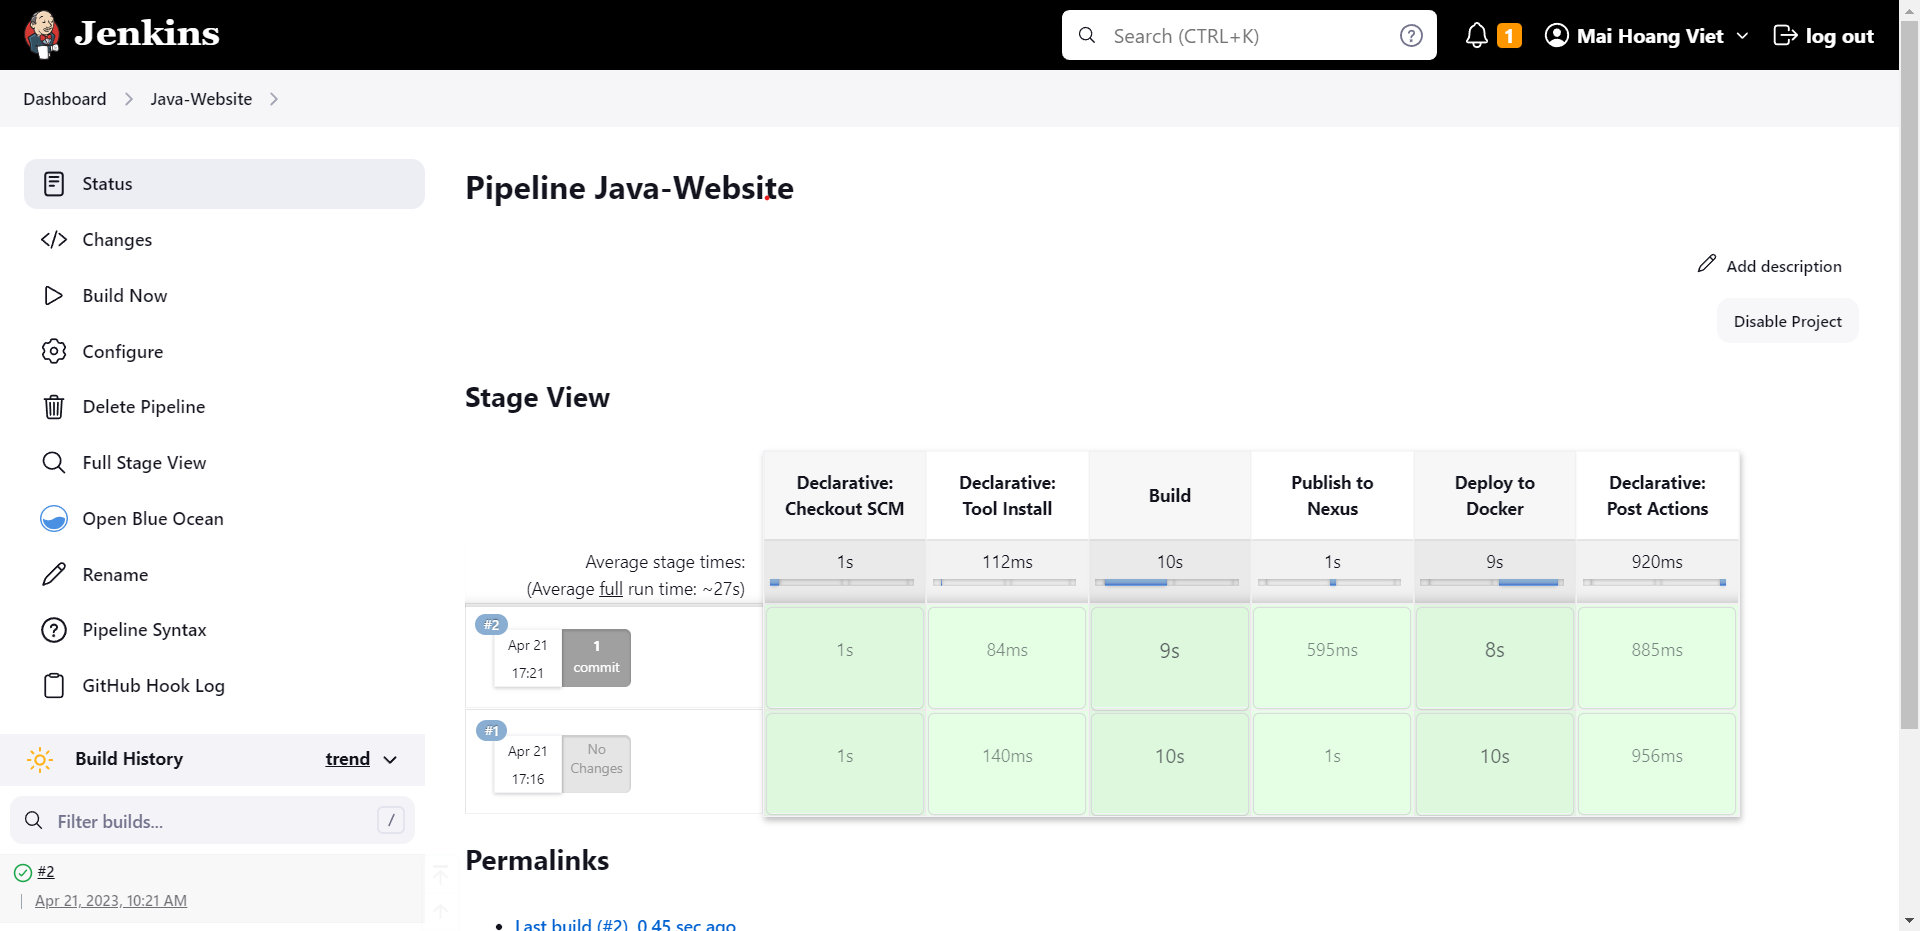 Jenkins
Search (CTRL+K)
1
Mai Hoang Viet
log out
Dashboard
Java-Website
Status
Changes
Build Now
Configure
Delete Pipeline
Full Stage View
Open Blue Ocean
Rename
Pipeline Syntax
GitHub Hook Log
Build History
trend
Filter builds...
/
#2
Apr 21, 2023, 10:21 AM
Pipeline Java-Website
Add description
Disable Project
Stage View
Declarative: Checkout SCM
Declarative: Tool Install
Build
Publish to Nexus
Deploy to Docker
Declarative: Post Actions
Average stage times:
(Average full run time: ~27s)
1s
112ms
10s
1s
9s
920ms
#2
Apr 21
17:21
1
commit
1s
84ms
9s
595ms
8s
885ms
#1
Apr 21
17:16
No
Changes
1s
140ms
10s
1s
10s
956ms
Permalinks
Last build (#2), 0.45 sec ago